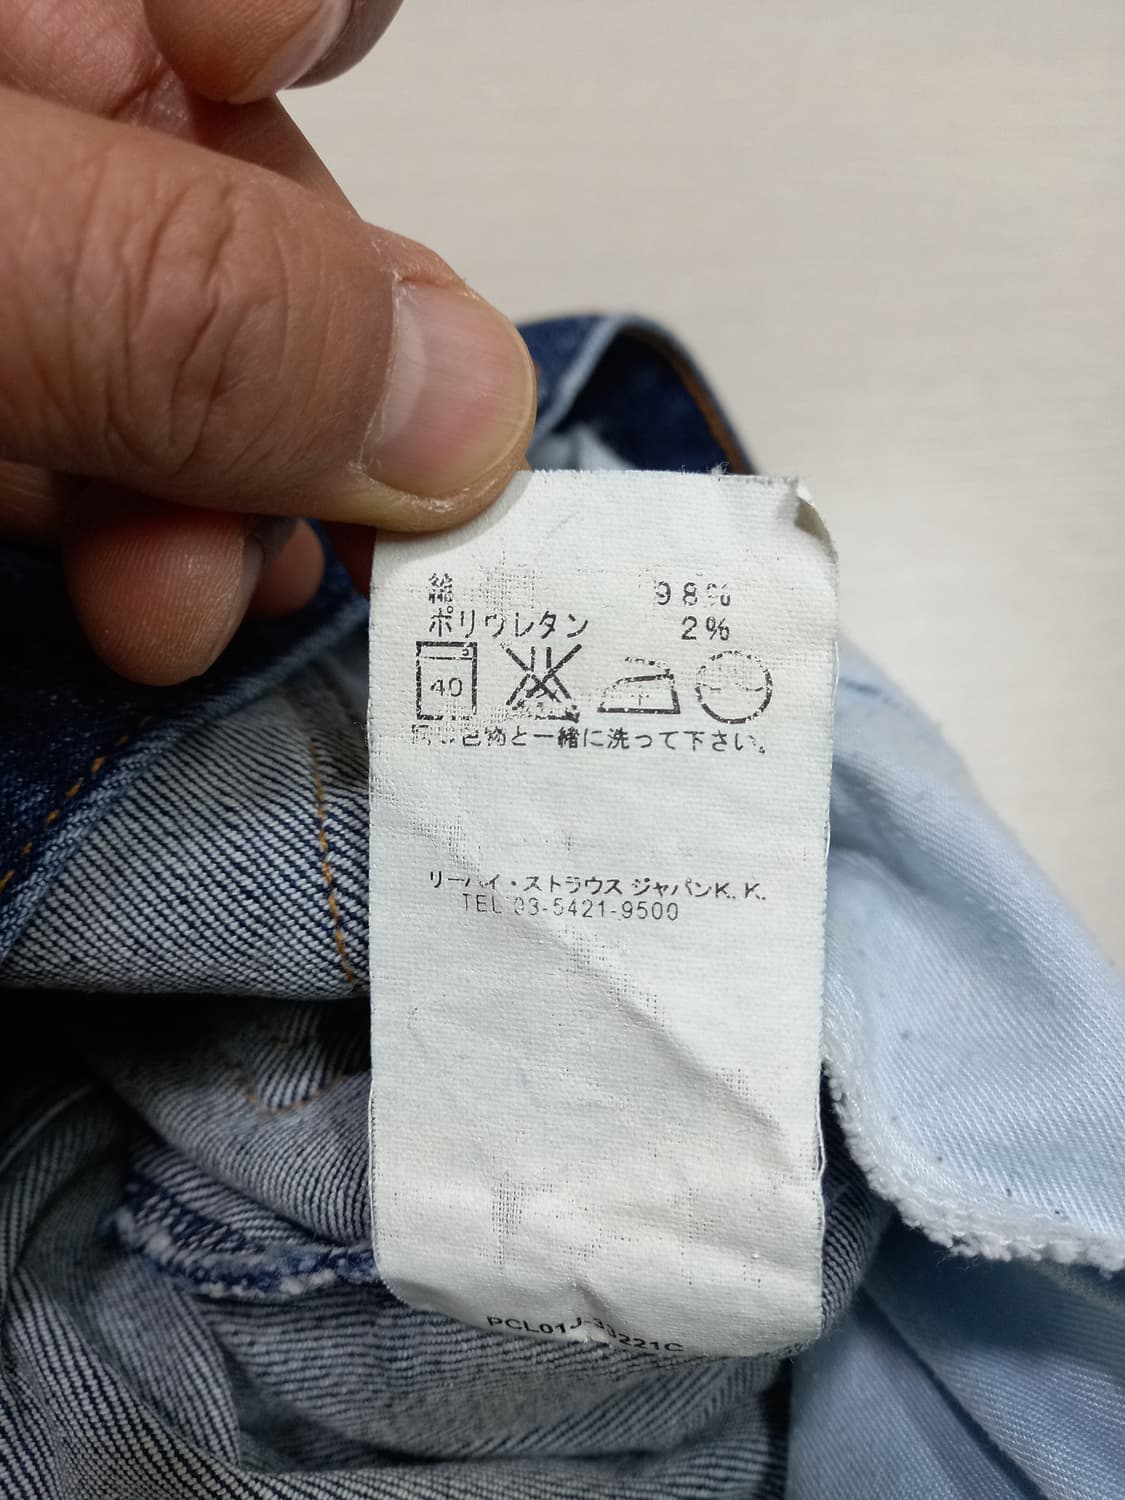 綿 98%
ポリウレタン 2%
40
同じ色物と一緒に洗って下さい。
リーバイ・ストラウス ジャパンK.K.
TEL 03-5421-9500